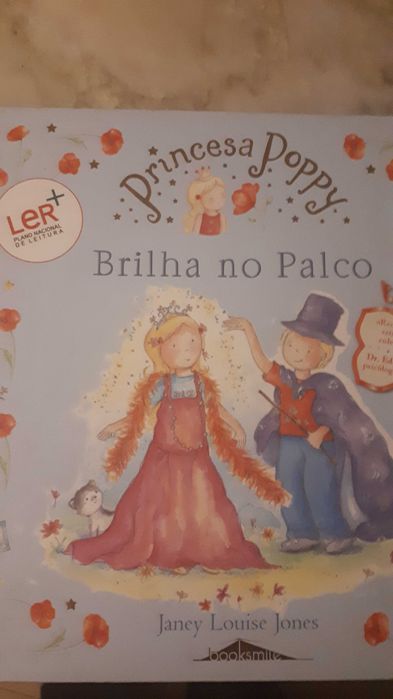 Princesa Poppy
LeR+
PLANO NACIONAL
DE LEITURA
Brilha no Palco
Janey Louise Jones
booksmile